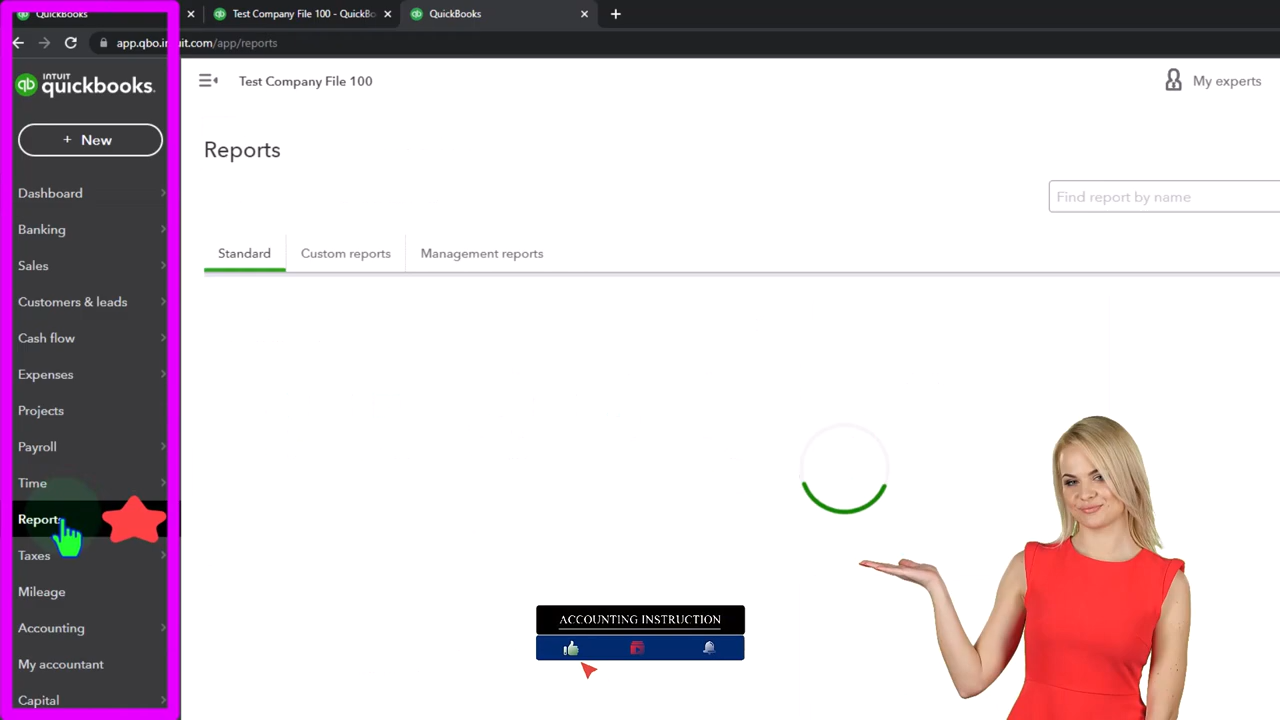 QuickBooks
Test Company File 100 - QuickBo
QuickBooks
app.qbo.intuit.com/app/reports
INTUIT
quickbooks.
Test Company File 100
My experts
+ New
Reports
Find report by name
Standard
Custom reports
Management reports
Dashboard
Banking
Sales
Customers & leads
Cash flow
Expenses
Projects
Payroll
Time
Reports
Taxes
Mileage
Accounting
My accountant
Capital
ACCOUNTING INSTRUCTION